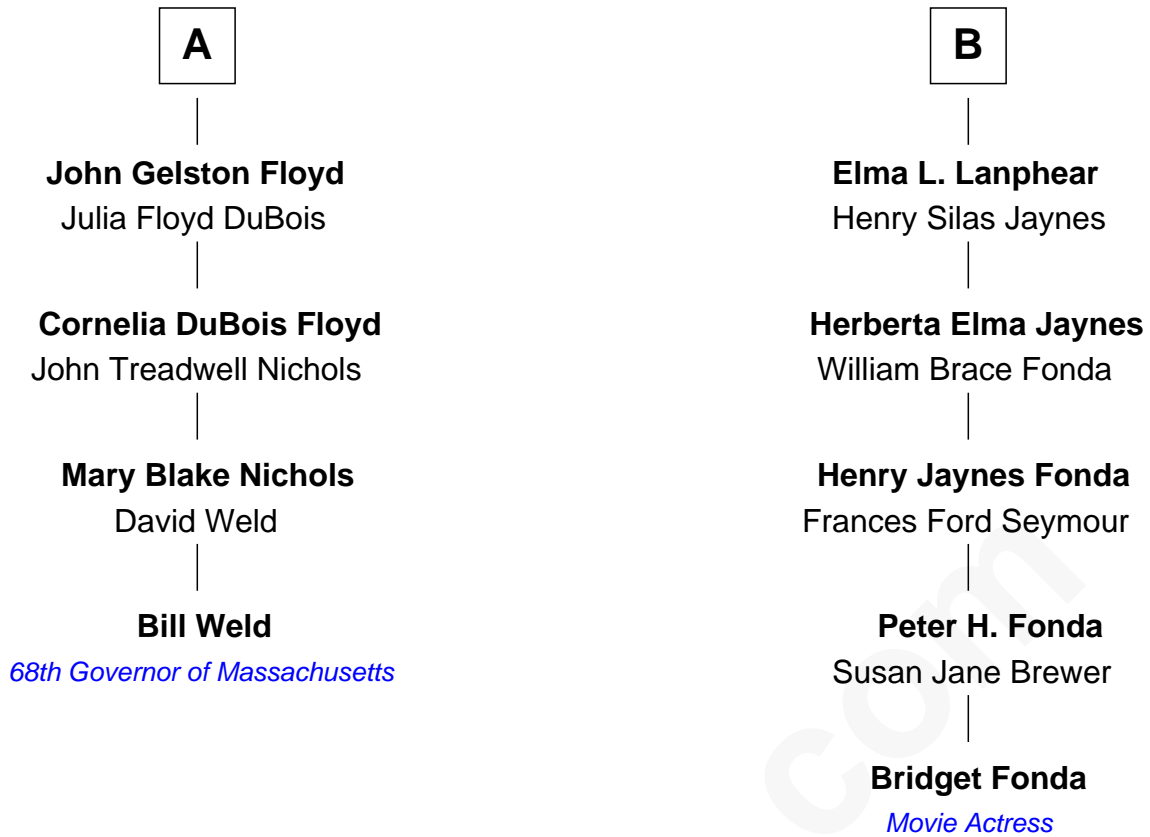 A
John Gelston Floyd
Julia Floyd DuBois
Cornelia DuBois Floyd
John Treadwell Nichols
Mary Blake Nichols
David Weld
Bill Weld
68th Governor of Massachusetts
B
Elma L. Lanphear
Henry Silas Jaynes
Herberta Elma Jaynes
William Brace Fonda
Henry Jaynes Fonda
Frances Ford Seymour
Peter H. Fonda
Susan Jane Brewer
Bridget Fonda
Movie Actress
com